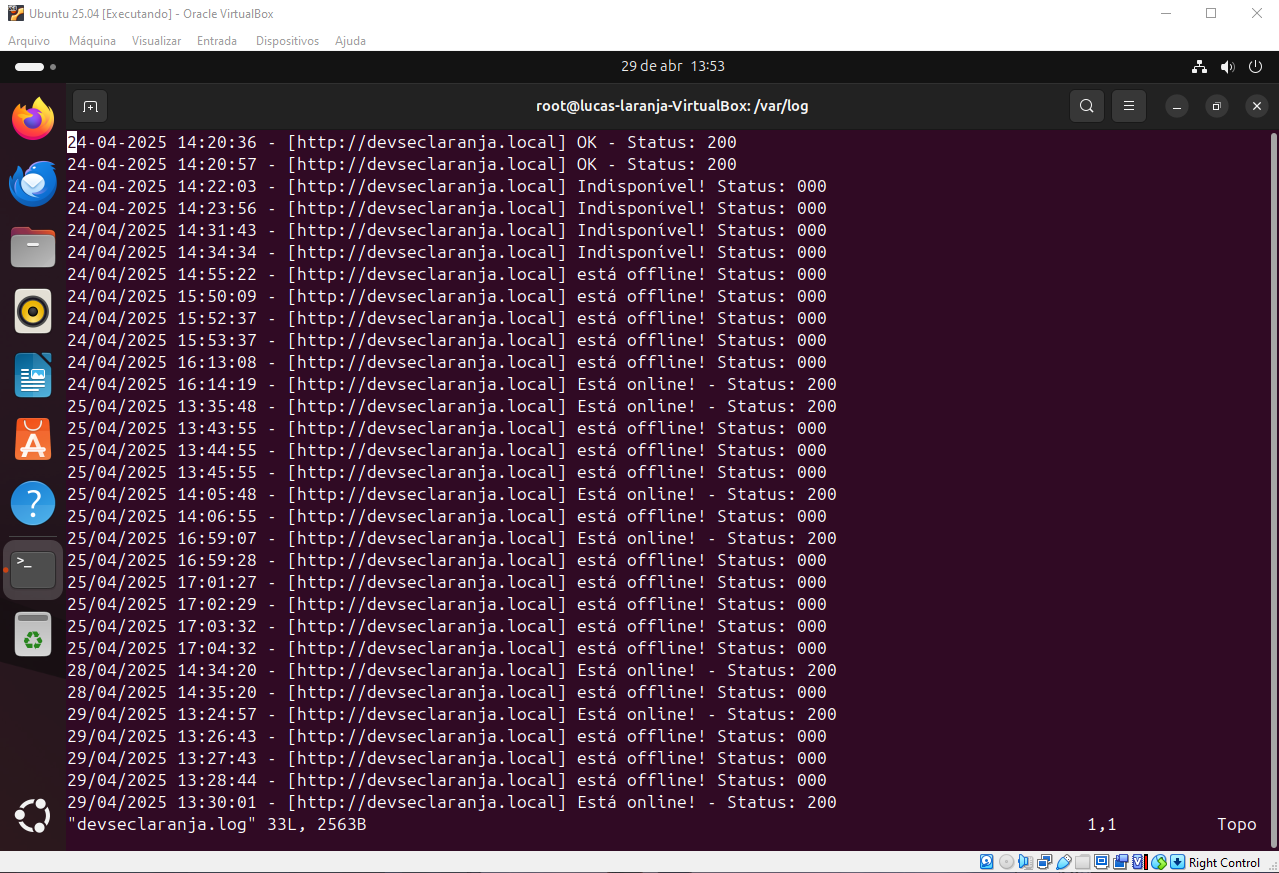 Ubuntu 25.04 [Executando] - Oracle VirtualBox
Arquivo Máquina Visualizar Entrada Dispositivos Ajuda
29 de abr 13:53
root@lucas-laranja-VirtualBox: /var/log
24-04-2025 14:20:36 - [http://devseclaranja.local] OK - Status: 200
24-04-2025 14:20:57 - [http://devseclaranja.local] OK - Status: 200
24-04-2025 14:22:03 - [http://devseclaranja.local] Indisponível! Status: 000
24-04-2025 14:23:56 - [http://devseclaranja.local] Indisponível! Status: 000
24/04/2025 14:31:43 - [http://devseclaranja.local] Indisponível! Status: 000
24/04/2025 14:34:34 - [http://devseclaranja.local] Indisponível! Status: 000
24/04/2025 14:55:22 - [http://devseclaranja.local] está offline! Status: 000
24/04/2025 15:50:09 - [http://devseclaranja.local] está offline! Status: 000
24/04/2025 15:52:37 - [http://devseclaranja.local] está offline! Status: 000
24/04/2025 15:53:37 - [http://devseclaranja.local] está offline! Status: 000
24/04/2025 16:13:08 - [http://devseclaranja.local] está offline! Status: 000
24/04/2025 16:14:19 - [http://devseclaranja.local] Está online! - Status: 200
25/04/2025 13:35:48 - [http://devseclaranja.local] Está online! - Status: 200
25/04/2025 13:43:55 - [http://devseclaranja.local] está offline! Status: 000
25/04/2025 13:44:55 - [http://devseclaranja.local] está offline! Status: 000
25/04/2025 13:45:55 - [http://devseclaranja.local] está offline! Status: 000
25/04/2025 14:05:48 - [http://devseclaranja.local] Está online! - Status: 200
25/04/2025 14:06:55 - [http://devseclaranja.local] está offline! Status: 000
25/04/2025 16:59:07 - [http://devseclaranja.local] Está online! - Status: 200
25/04/2025 16:59:28 - [http://devseclaranja.local] está offline! Status: 000
25/04/2025 17:01:27 - [http://devseclaranja.local] está offline! Status: 000
25/04/2025 17:02:29 - [http://devseclaranja.local] está offline! Status: 000
25/04/2025 17:03:32 - [http://devseclaranja.local] está offline! Status: 000
25/04/2025 17:04:32 - [http://devseclaranja.local] está offline! Status: 000
28/04/2025 14:34:20 - [http://devseclaranja.local] Está online! - Status: 200
28/04/2025 14:35:20 - [http://devseclaranja.local] está offline! Status: 000
29/04/2025 13:24:57 - [http://devseclaranja.local] Está online! - Status: 200
29/04/2025 13:26:43 - [http://devseclaranja.local] está offline! Status: 000
29/04/2025 13:27:43 - [http://devseclaranja.local] está offline! Status: 000
29/04/2025 13:28:44 - [http://devseclaranja.local] está offline! Status: 000
29/04/2025 13:30:01 - [http://devseclaranja.local] Está online! - Status: 200
"devseclaranja.log" 33L, 2563B 1,1 Topo
Right Control